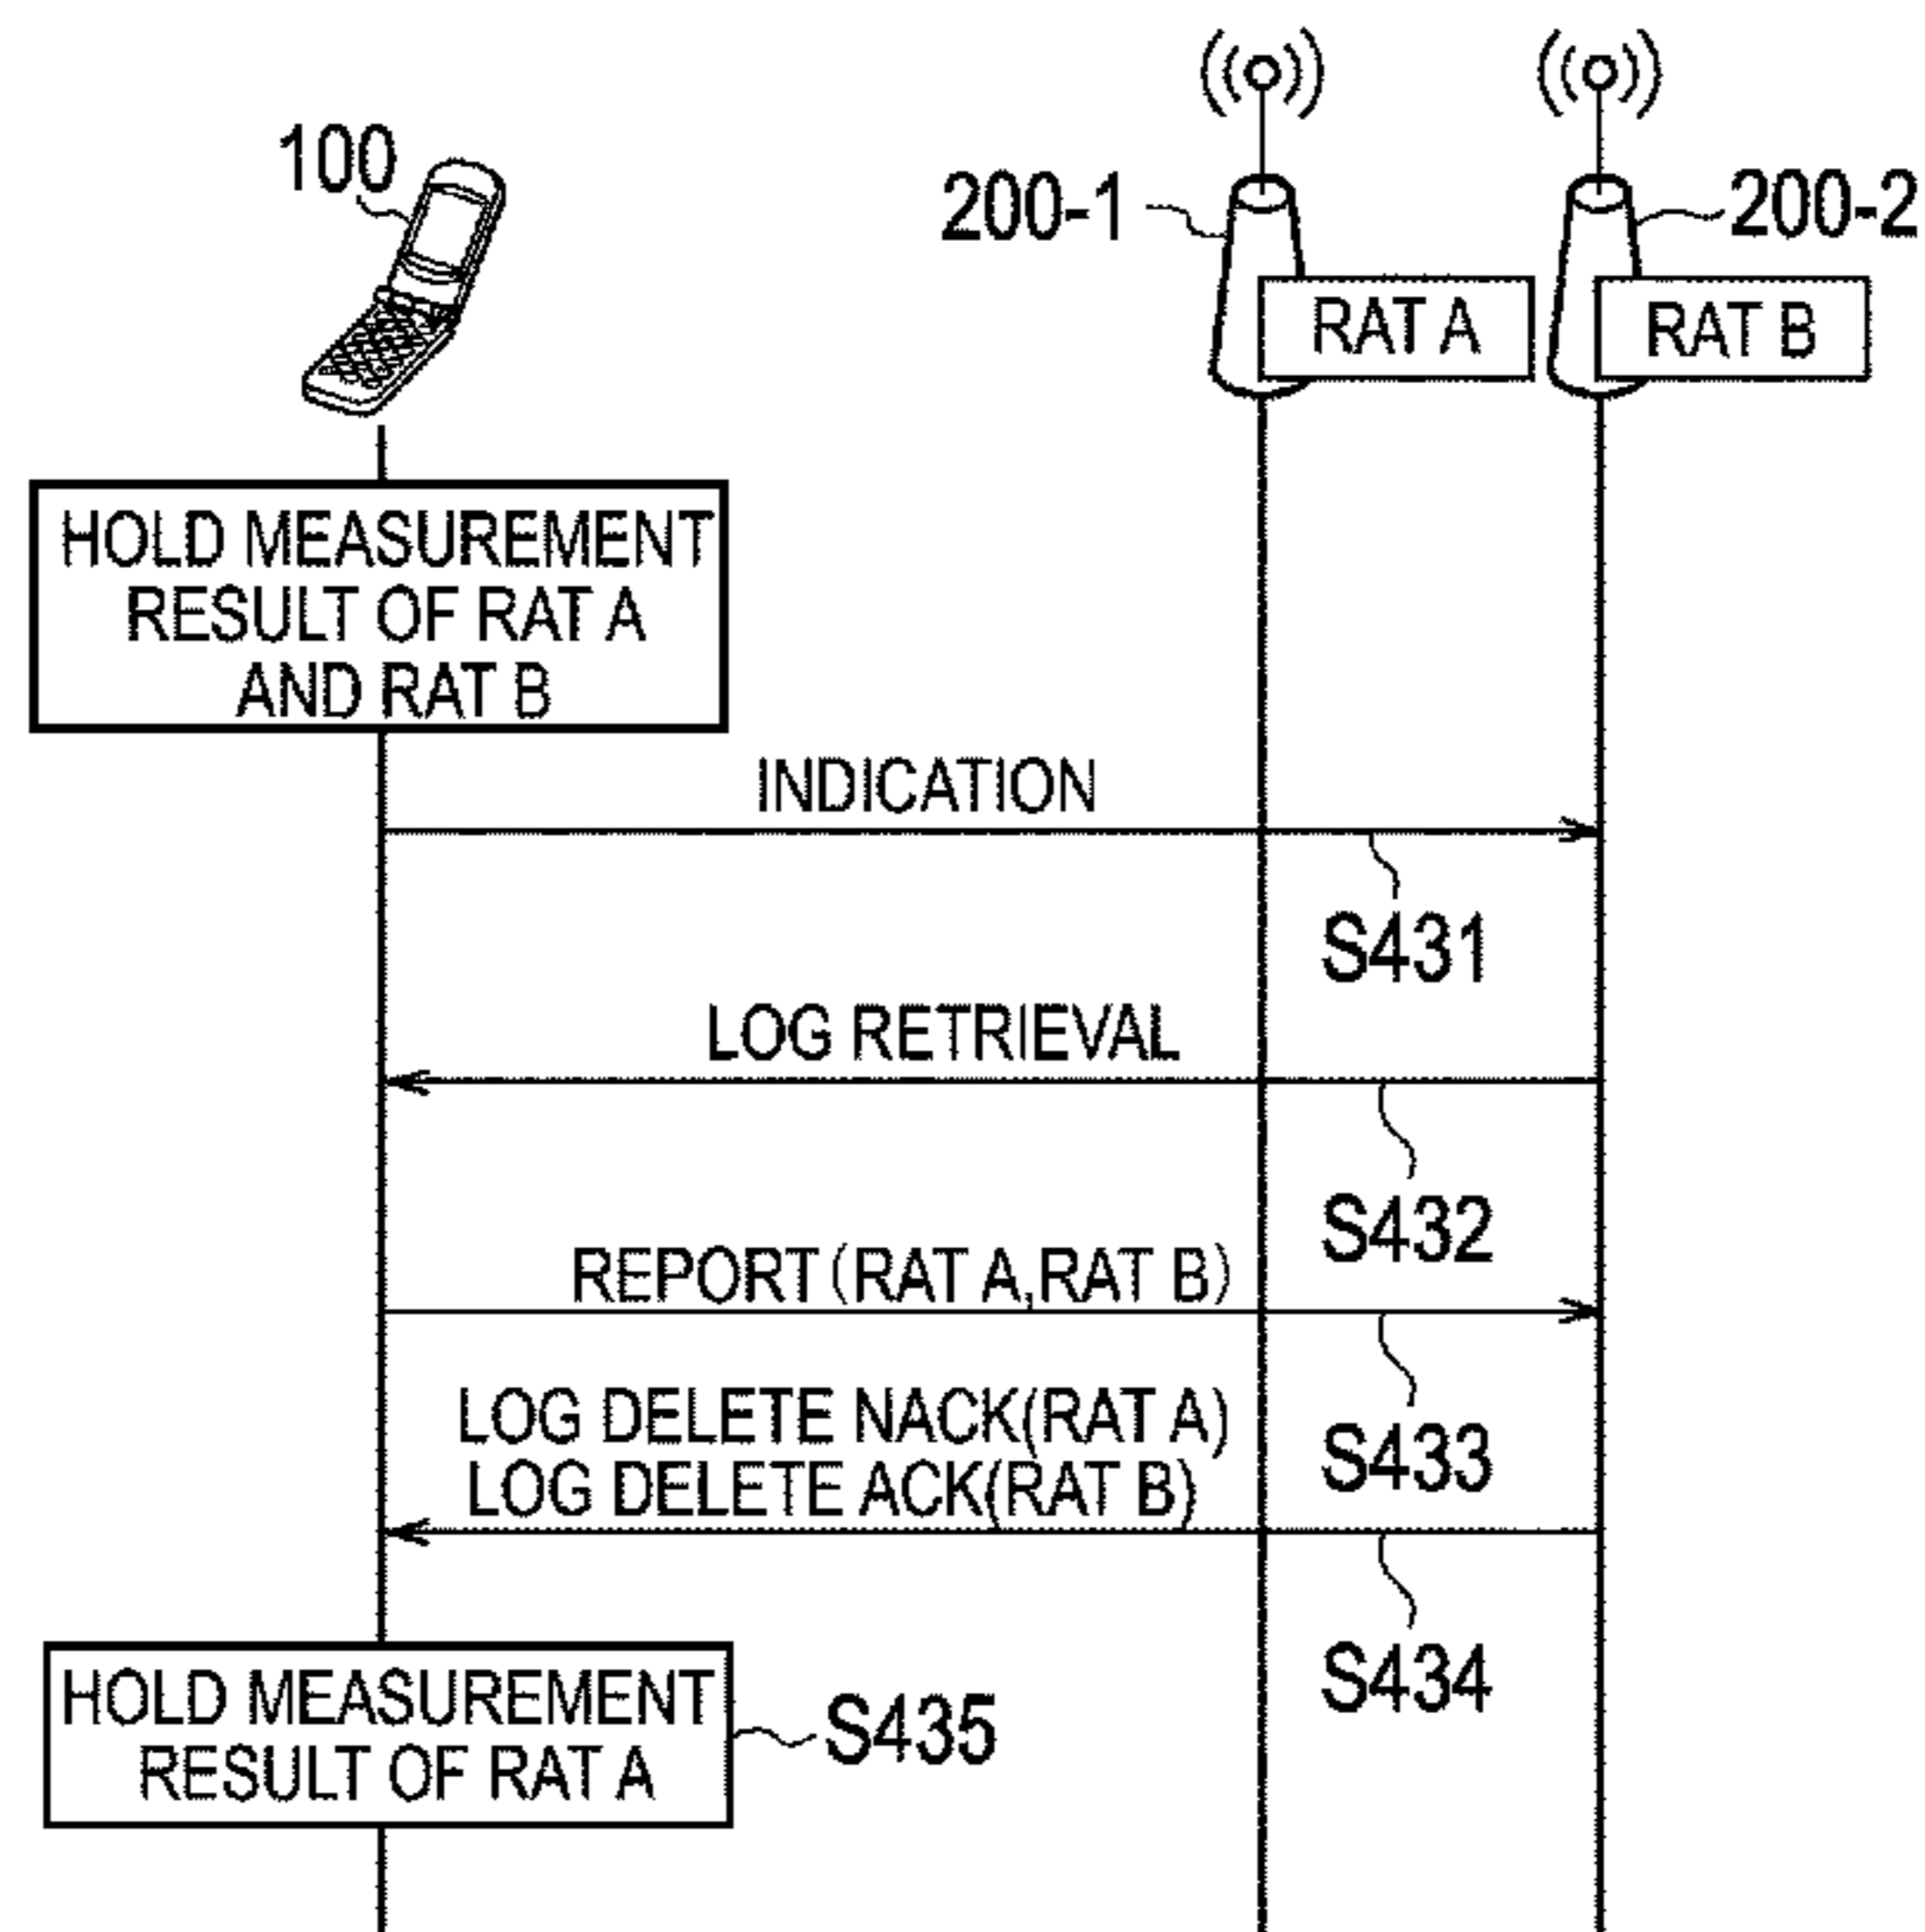 100
200-1
200-2
RAT A
RAT B
HOLD MEASUREMENT
RESULT OF RAT A
AND RAT B
INDICATION
S431
LOG RETRIEVAL
S432
REPORT(RAT A,RAT B)
S433
LOG DELETE NACK(RAT A)
LOG DELETE ACK(RAT B)
S434
HOLD MEASUREMENT
RESULT OF RAT A
S435